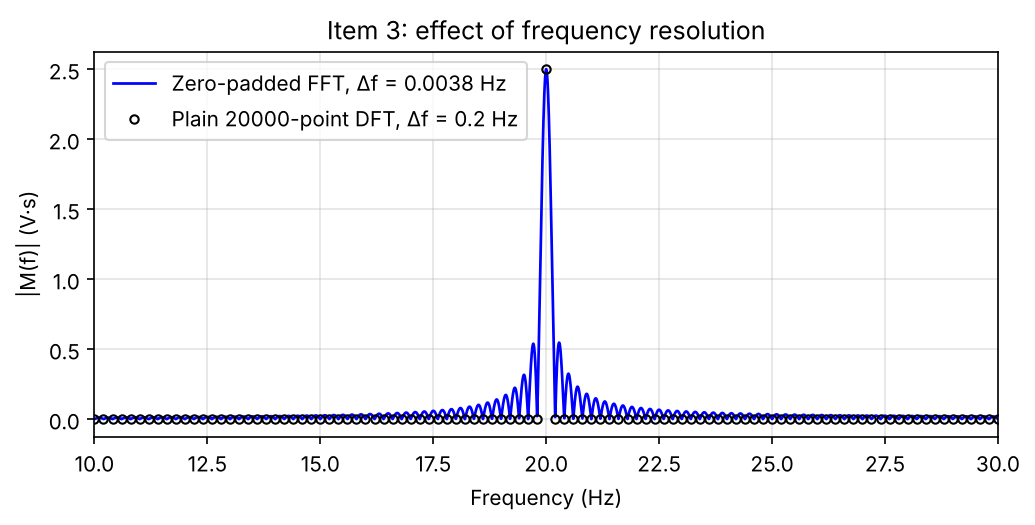 Item 3: effect of frequency resolution
Zero-padded FFT, Δf = 0.0038 Hz
Plain 20000-point DFT, Δf = 0.2 Hz
|M(f)| (V·s)
2.5
2.0
1.5
1.0
0.5
0.0
10.0 12.5 15.0 17.5 20.0 22.5 25.0 27.5 30.0
Frequency (Hz)